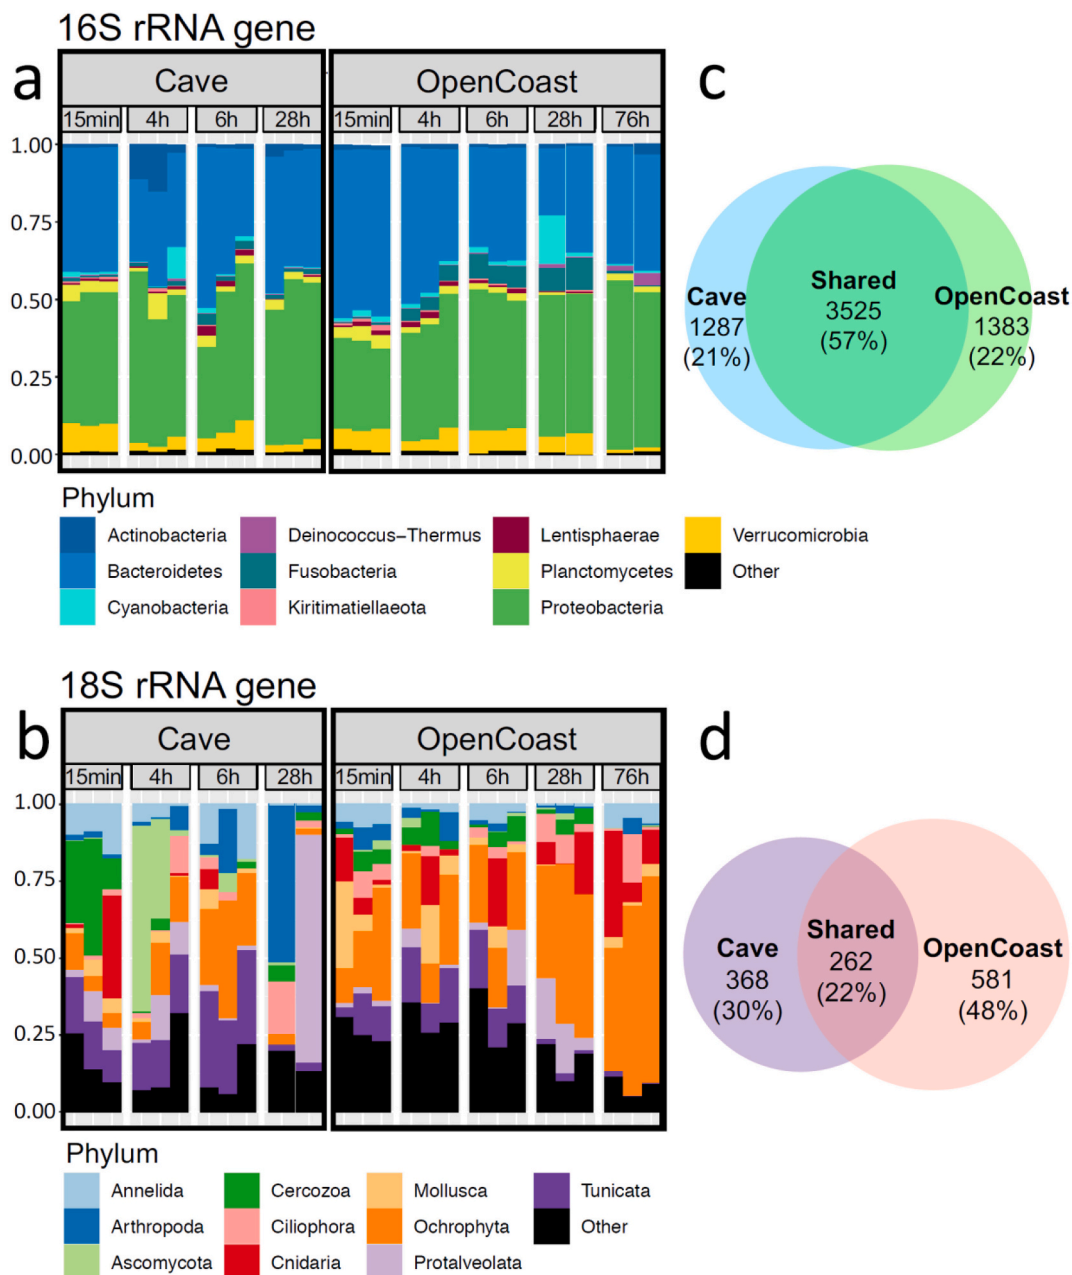 16S rRNA gene
a
Cave
OpenCoast
15min 4h 6h 28h
15min 4h 6h 28h 76h
1.00
0.75
0.50
0.25
0.00
Phylum
Actinobacteria
Bacteroidetes
Cyanobacteria
Deinococcus−Thermus
Fusobacteria
Kiritimatiellaeota
Lentisphaerae
Planctomycetes
Proteobacteria
Verrucomicrobia
Other
c
Cave
1287
(21%)
Shared
3525
(57%)
OpenCoast
1383
(22%)
18S rRNA gene
b
Cave
OpenCoast
15min 4h 6h 28h
15min 4h 6h 28h 76h
1.00
0.75
0.50
0.25
0.00
Phylum
Annelida
Arthropoda
Ascomycota
Cercozoa
Ciliophora
Cnidaria
Mollusca
Ochrophyta
Protalveolata
Tunicata
Other
d
Cave
368
(30%)
Shared
262
(22%)
OpenCoast
581
(48%)